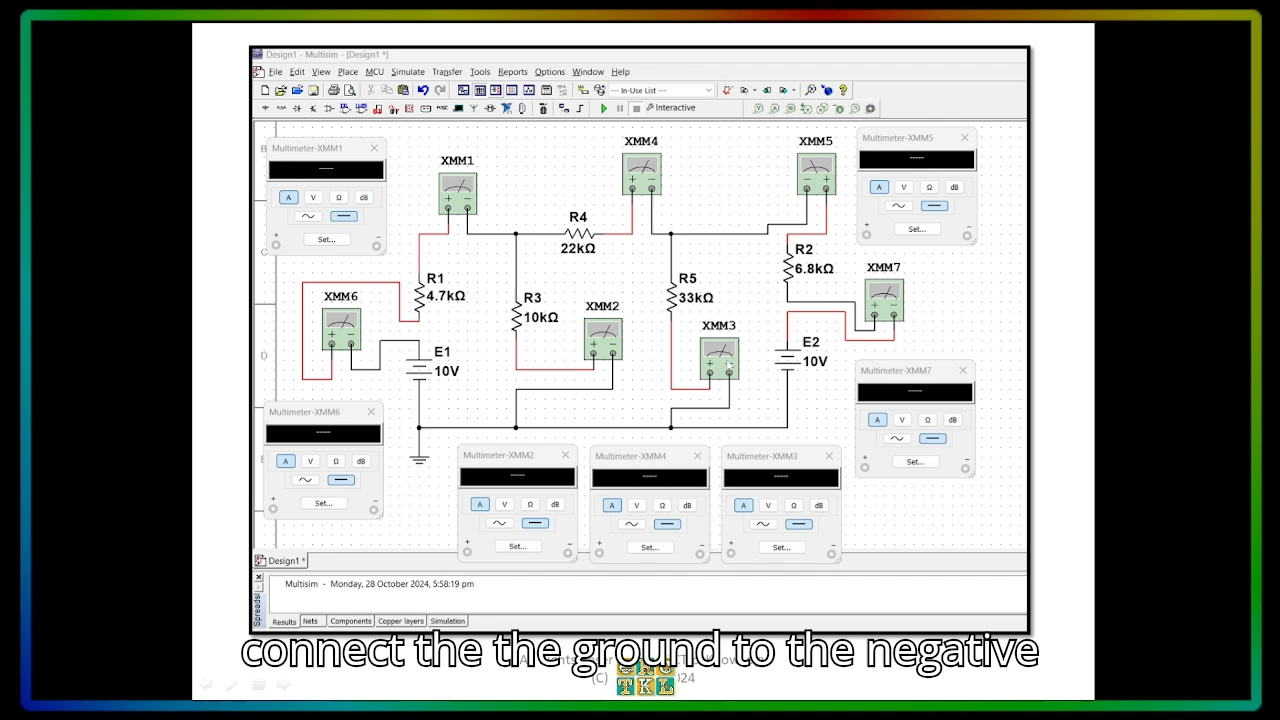 Design1 - Multisim - [Design1 *]
File Edit View Place MCU Simulate Transfer Tools Reports Options Window Help
--- In-Use List ---
Interactive
Multimeter-XMM1
A V Ω dB
Set...
XMM1
XMM4
XMM5
Multimeter-XMM5
A V Ω dB
Set...
R4
22kΩ
R1
4.7kΩ
R3
10kΩ
R5
33kΩ
R2
6.8kΩ
XMM7
XMM6
XMM2
XMM3
E1
10V
E2
10V
Multimeter-XMM7
A V Ω dB
Set...
Multimeter-XMM6
A V Ω dB
Set...
Multimeter-XMM2
A V Ω dB
Set...
Multimeter-XMM4
A V Ω dB
Set...
Multimeter-XMM3
A V Ω dB
Set...
B
D
Design1 *
Multisim - Monday, 28 October 2024, 5:58:19 pm
Results Nets Components Copper layers Simulation
connect the the ground to the negative
TKL